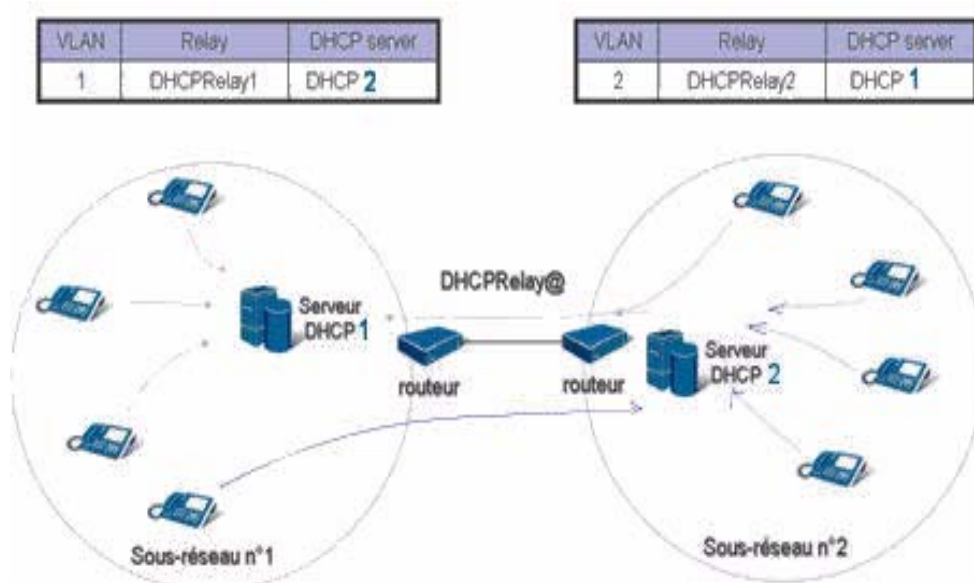 VLAN Relay DHCP server
1 DHCPRelay1 DHCP 2
VLAN Relay DHCP server
2 DHCPRelay2 DHCP 1
DHCPRelay@
Serveur
DHCP 1
routeur
routeur
Serveur
DHCP 2
Sous-réseau n°1
Sous-réseau n°2